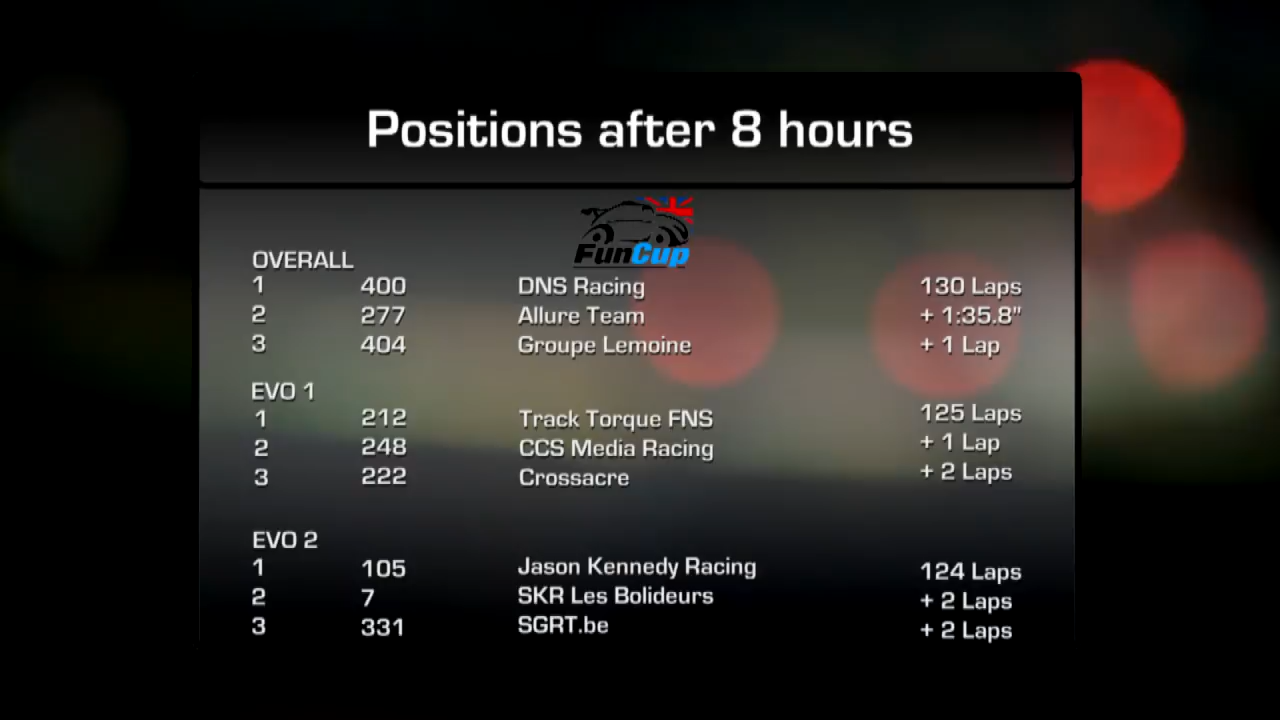 Positions after 8 hours
FunCup
OVERALL
1 400 DNS Racing 130 Laps
2 277 Allure Team + 1:35.8"
3 404 Groupe Lemoine + 1 Lap
EVO 1
1 212 Track Torque FNS 125 Laps
2 248 CCS Media Racing + 1 Lap
3 222 Crossacre + 2 Laps
EVO 2
1 105 Jason Kennedy Racing 124 Laps
2 7 SKR Les Bolideurs + 2 Laps
3 331 SGRT.be + 2 Laps